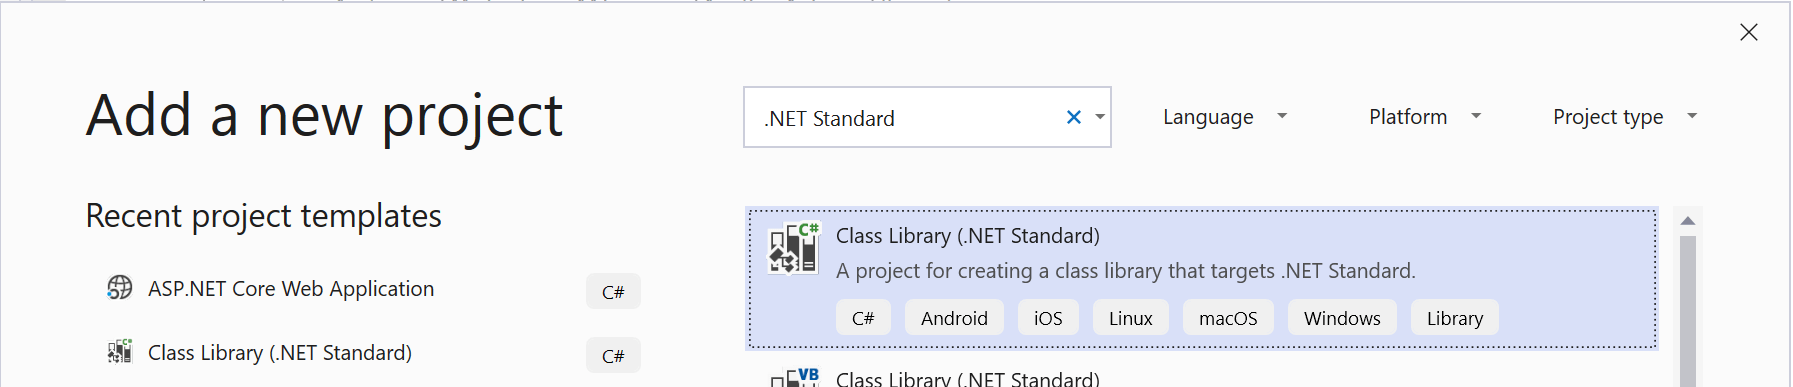 Add a new project
.NET Standard
Language
Platform
Project type
Recent project templates
ASP.NET Core Web Application
C#
Class Library (.NET Standard)
C#
C#
Class Library (.NET Standard)
A project for creating a class library that targets .NET Standard.
C#
Android
iOS
Linux
macOS
Windows
Library
VB
Class Library (.NET Standard)